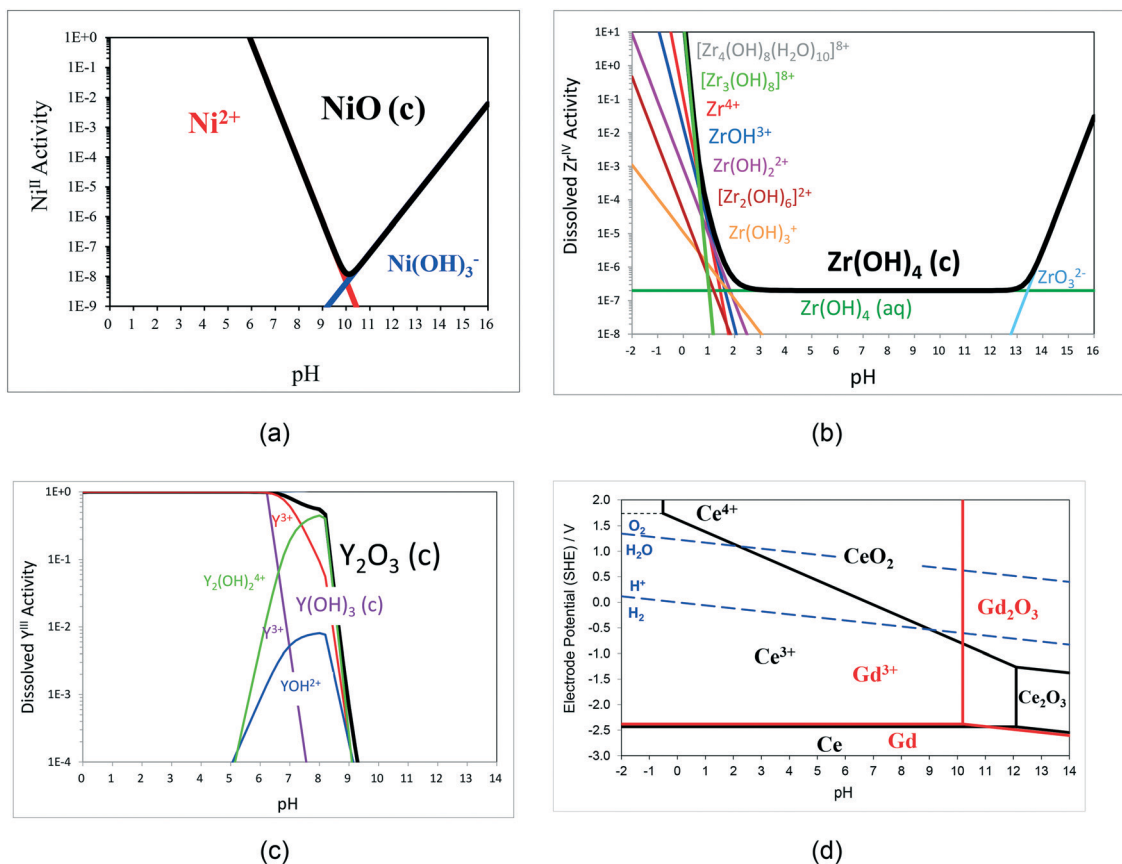 (a)
1E+0
1E-1
1E-2
1E-3
1E-4
1E-5
1E-6
1E-7
1E-8
1E-9
Ni^II Activity
Ni²⁺
NiO (c)
Ni(OH)₃⁻
0 1 2 3 4 5 6 7 8 9 10 11 12 13 14 15 16
pH
(a)
1E+1
1E+0
1E-1
1E-2
1E-3
1E-4
1E-5
1E-6
1E-7
1E-8
Dissolved Zr^IV Activity
[Zr₄(OH)₈(H₂O)₁₀]⁸⁺
[Zr₃(OH)₈]⁸⁺
Zr⁴⁺
ZrOH³⁺
Zr(OH)₂²⁺
[Zr₂(OH)₆]²⁺
Zr(OH)₃⁺
Zr(OH)₄ (c)
ZrO₃²⁻
Zr(OH)₄ (aq)
-2 -1 0 1 2 3 4 5 6 7 8 9 10 11 12 13 14 15 16
pH
(b)
1E+0
1E-1
1E-2
1E-3
1E-4
Dissolved Y^III Activity
Y³⁺
Y₂O₃ (c)
Y₂(OH)₂⁴⁺
Y(OH)₃ (c)
Y³⁺
YOH²⁺
0 1 2 3 4 5 6 7 8 9 10 11 12 13 14
pH
(c)
2.0
1.5
1.0
0.5
0.0
-0.5
-1.0
-1.5
-2.0
-2.5
-3.0
Electrode Potential (SHE) / V
Ce⁴⁺
O₂
H₂O
CeO₂
H⁺
H₂
Gd₂O₃
Ce³⁺
Gd³⁺
Ce₂O₃
Ce
Gd
-2 -1 0 1 2 3 4 5 6 7 8 9 10 11 12 13 14
pH
(d)